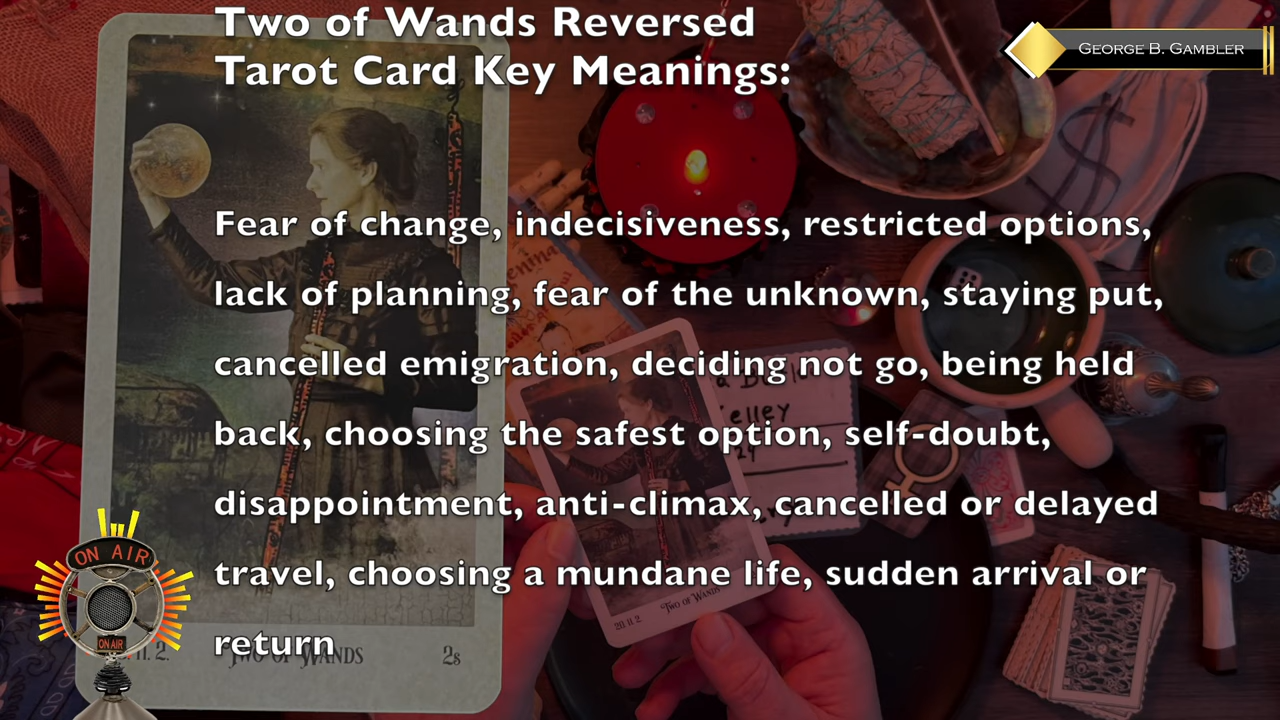 Two of Wands Reversed
Tarot Card Key Meanings:
George B. Gambler
Fear of change, indecisiveness, restricted options,
lack of planning, fear of the unknown, staying put,
cancelled emigration, deciding not go, being held
back, choosing the safest option, self-doubt,
disappointment, anti-climax, cancelled or delayed
travel, choosing a mundane life, sudden arrival or
return
ON AIR
ON AIR
Two of Wands
2s
Two of Wands